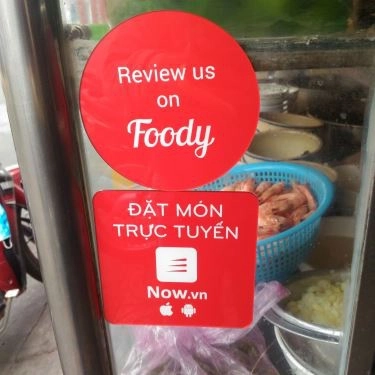 Review us
on
Foody
ĐẶT MÓN
TRỰC TUYẾN
Now.vn